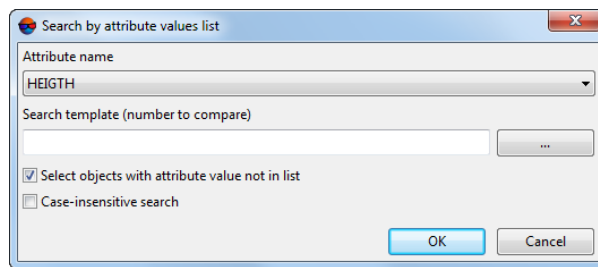 Search by attribute values list
Attribute name
HEIGTH
Search template (number to compare)
...
Select objects with attribute value not in list
Case-insensitive search
OK Cancel